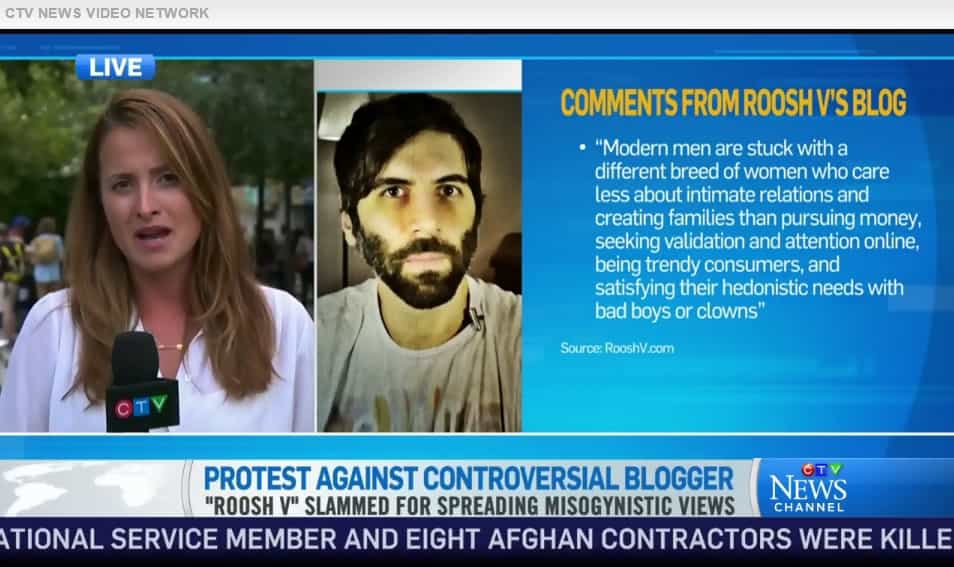 CTV NEWS VIDEO NETWORK
LIVE
COMMENTS FROM ROOSH V'S BLOG
• “Modern men are stuck with a
different breed of women who care
less about intimate relations and
creating families than pursuing money,
seeking validation and attention online,
being trendy consumers, and
satisfying their hedonistic needs with
bad boys or clowns”
Source: RooshV.com
CTV
PROTEST AGAINST CONTROVERSIAL BLOGGER
"ROOSH V" SLAMMED FOR SPREADING MISOGYNISTIC VIEWS
CTV
NEWS
CHANNEL
ATIONAL SERVICE MEMBER AND EIGHT AFGHAN CONTRACTORS WERE KILLE